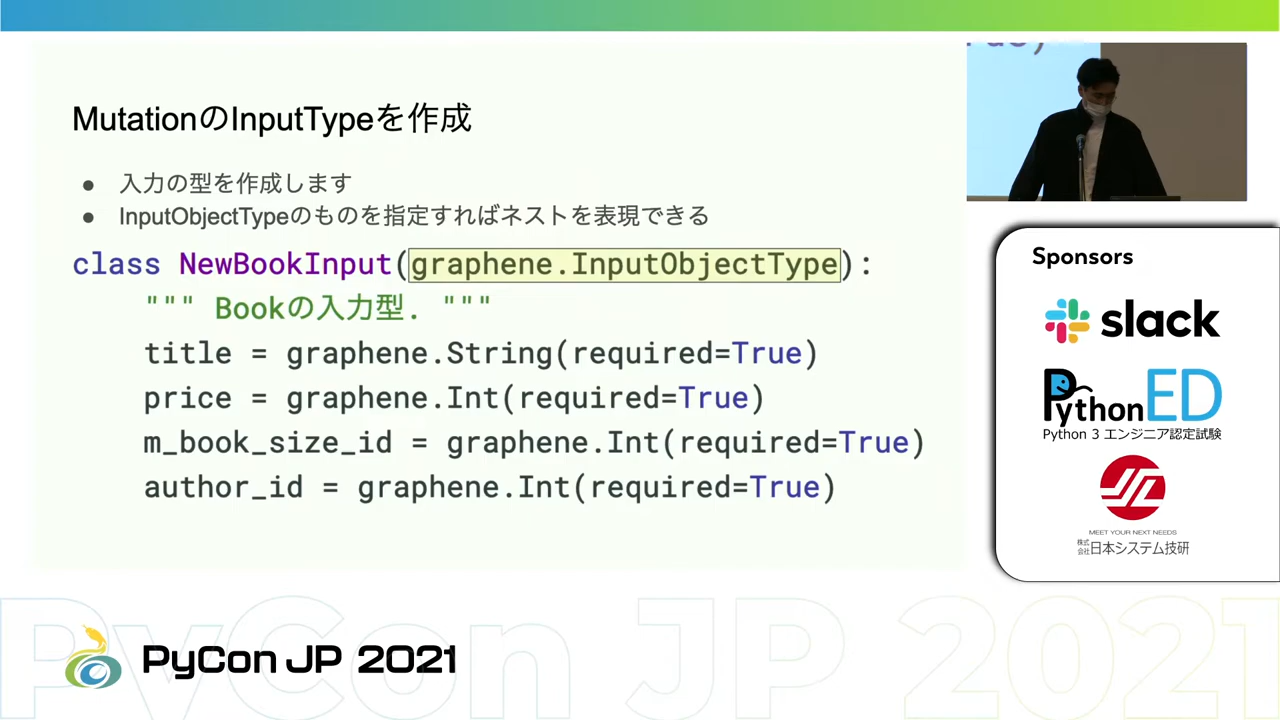 MutationのInputTypeを作成
● 入力の型を作成します
● InputObjectTypeのものを指定すればネストを表現できる
class NewBookInput(graphene.InputObjectType):
""" Bookの入力型. """
title = graphene.String(required=True)
price = graphene.Int(required=True)
m_book_size_id = graphene.Int(required=True)
author_id = graphene.Int(required=True)
Sponsors
slack
PythonED
Python 3 エンジニア認定試験
MEET YOUR NEXT NEEDS
株式会社日本システム技研
PyCon JP 2021
PyCon JP 2021